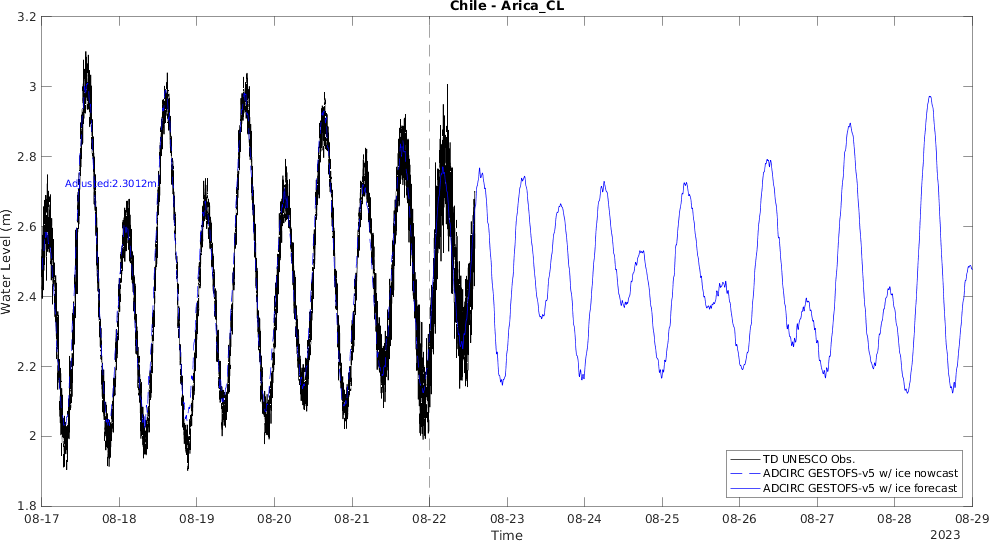 Chile - Arica_CL
3.2
3
2.8
2.6
2.4
2.2
2
1.8
Water Level (m)
Adjusted:2.3012m
TD UNESCO Obs.
ADCIRC GESTOFS-v5 w/ ice nowcast
ADCIRC GESTOFS-v5 w/ ice forecast
08-17 08-18 08-19 08-20 08-21 08-22 08-23 08-24 08-25 08-26 08-27 08-28 08-29
Time
2023